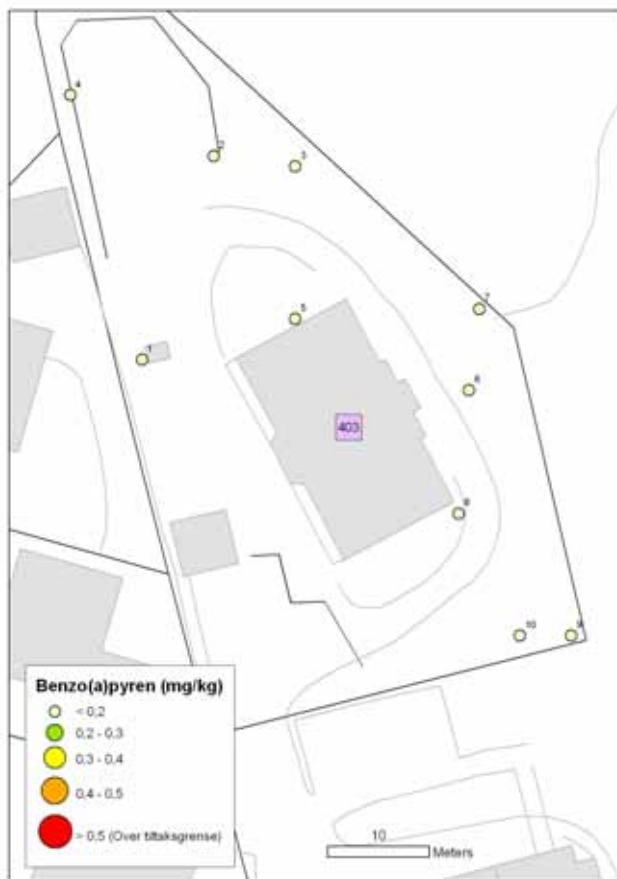 4
2
3
7
5
1
6
403
8
10
9
Benzo(a)pyren (mg/kg)
< 0,2
0,2 - 0,3
0,3 - 0,4
0,4 - 0,5
> 0,5 (Over tiltaksgrense)
10
Meters